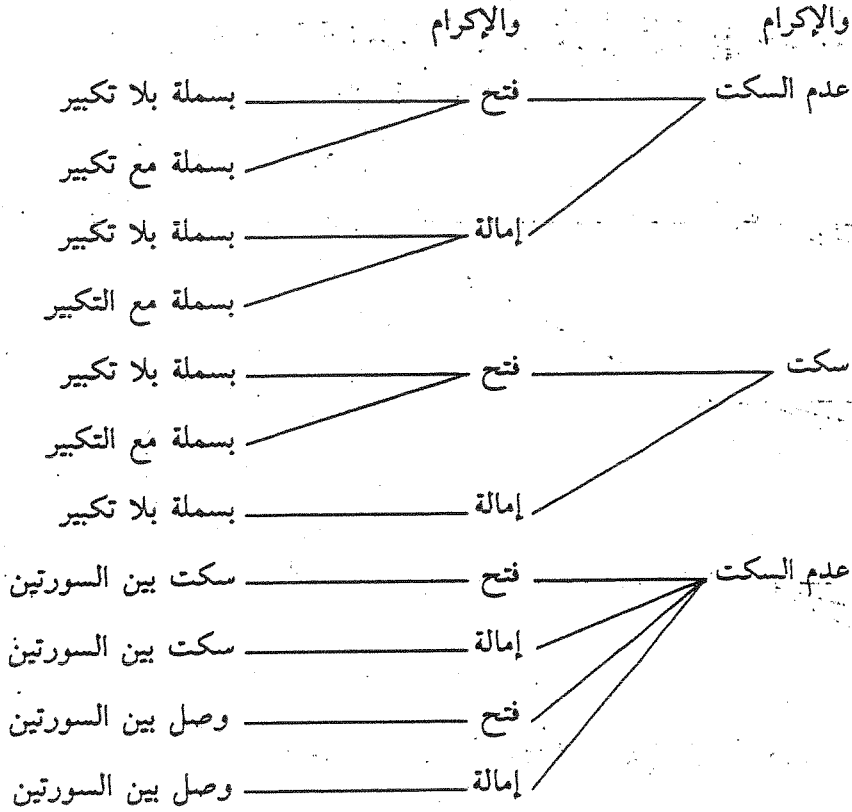 والإكرام والإكرام
عدم السكت فتح بسملة بلا تكبير
بسملة مع تكبير
إمالة بسملة بلا تكبير
بسملة مع التكبير
سكت فتح بسملة بلا تكبير
بسملة مع التكبير
إمالة بسملة بلا تكبير
عدم السكت فتح سكت بين السورتين
إمالة سكت بين السورتين
فتح وصل بين السورتين
إمالة وصل بين السورتين